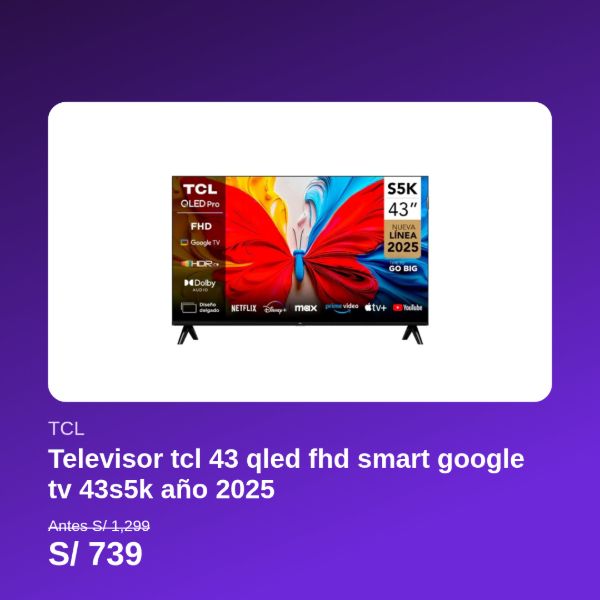 TCL
QLED Pro
FHD
Google TV
HDR
Dolby
AUDIO
Diseño
delgado
NETFLIX
Disney+
max
prime video
tv+
YouTube
S5K
43”
NUEVA
LÍNEA
2025
GO BIG
TCL
Televisor tcl 43 qled fhd smart google
tv 43s5k año 2025
Antes S/ 1,299
S/ 739